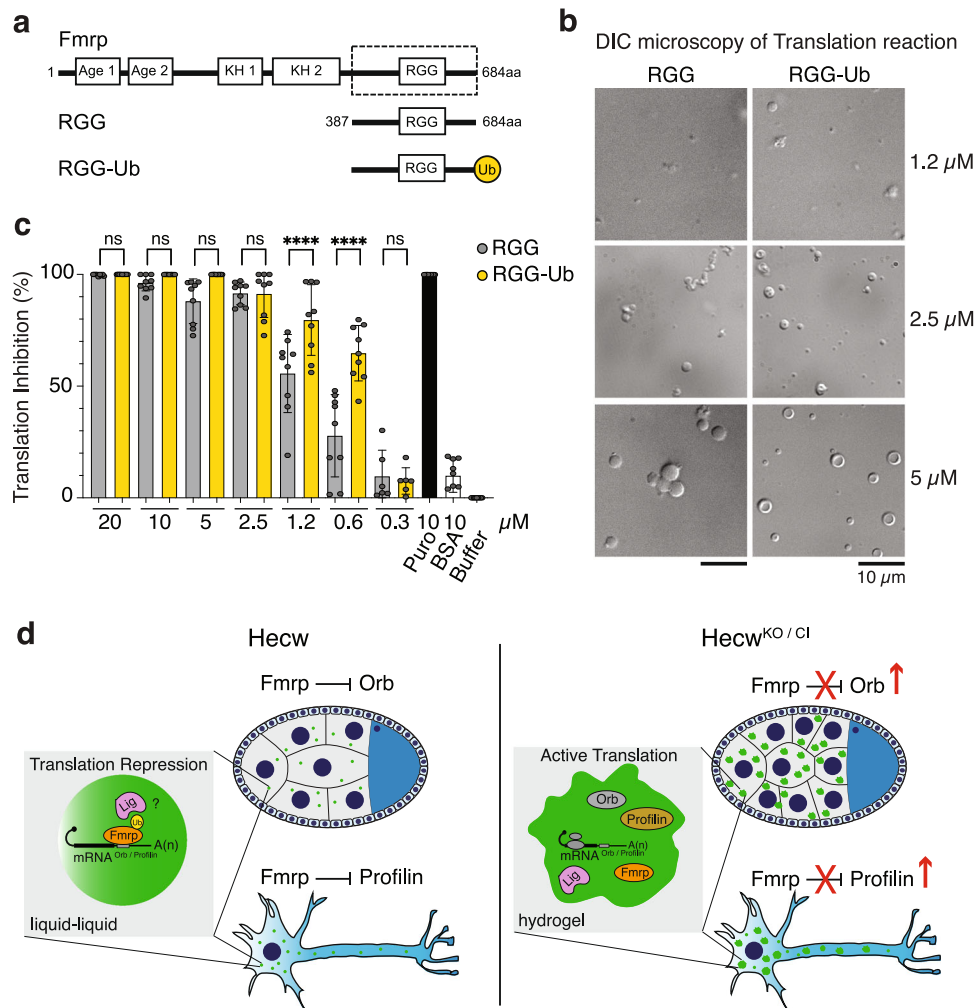 a
Fmrp
1 Age 1 Age 2 KH 1 KH 2 RGG 684aa
RGG 387 RGG 684aa
RGG-Ub RGG Ub
b
DIC microscopy of Translation reaction
RGG RGG-Ub
1.2 µM
2.5 µM
5 µM
10 µm
c
ns ns ns ns **** **** ns
RGG
RGG-Ub
Translation Inhibition (%)
100
50
0
20 10 5 2.5 1.2 0.6 0.3 10 10 µM
Puro
BSA
Buffer
d
Hecw
Fmrp Orb
Translation Repression
Lig ?
Ub
Fmrp
A(n)
mRNA Orb / Profilin
liquid-liquid
Fmrp Profilin
Hecw KO / CI
Fmrp X Orb ↑
Active Translation
Orb
Profilin
A(n)
mRNA Orb / Profilin
Lig Fmrp
hydrogel
Fmrp X Profilin ↑